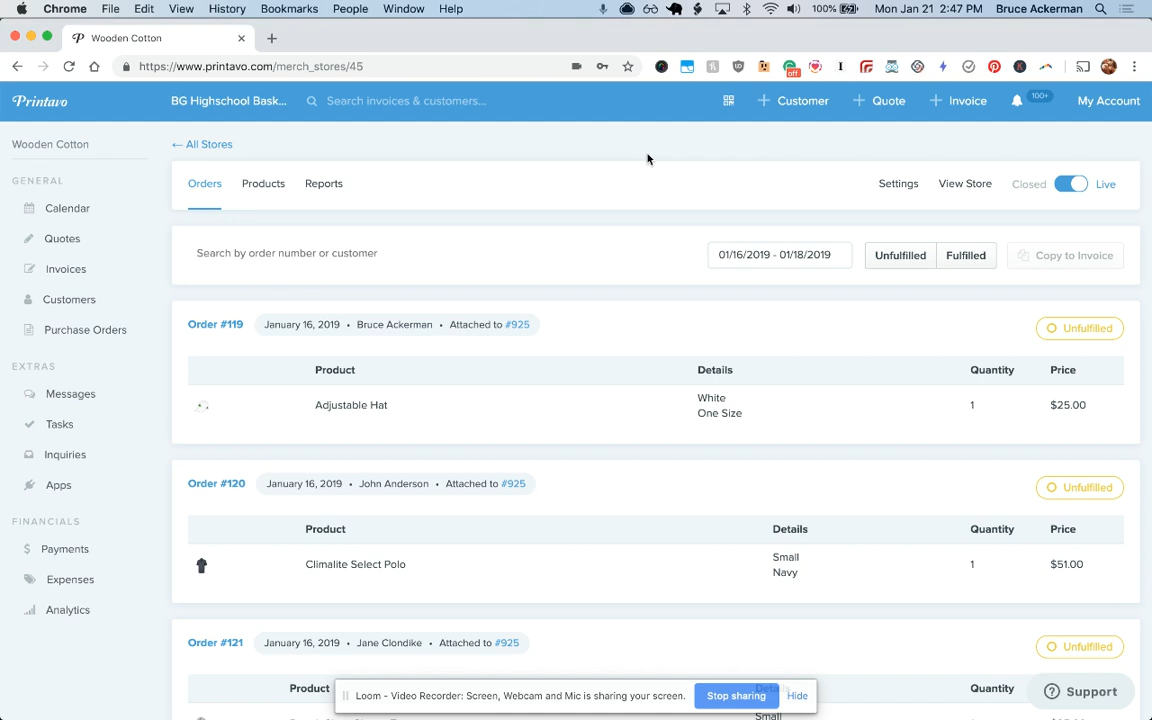 Chrome File Edit View History Bookmarks People Window Help 100% Mon Jan 21 2:47 PM Bruce Ackerman
Wooden Cotton
https://www.printavo.com/merch_stores/45
off
Printavo BG Highschool Bask... Search invoices & customers... Customer Quote Invoice 100+ My Account
Wooden Cotton
← All Stores
GENERAL
Calendar
Quotes
Invoices
Customers
Purchase Orders
EXTRAS
Messages
Tasks
Inquiries
Apps
FINANCIALS
$ Payments
Expenses
Analytics
Orders Products Reports Settings View Store Closed Live
Search by order number or customer 01/16/2019 - 01/18/2019 Unfulfilled Fulfilled Copy to Invoice
Order #119 January 16, 2019 • Bruce Ackerman • Attached to #925 Unfulfilled
Product Details Quantity Price
Adjustable Hat White One Size 1 $25.00
Order #120 January 16, 2019 • John Anderson • Attached to #925 Unfulfilled
Product Details Quantity Price
Climalite Select Polo Small Navy 1 $51.00
Order #121 January 16, 2019 • Jane Clondike • Attached to #925 Unfulfilled
Product Quantity Price
Small
Loom - Video Recorder: Screen, Webcam and Mic is sharing your screen. Stop sharing Hide
Support